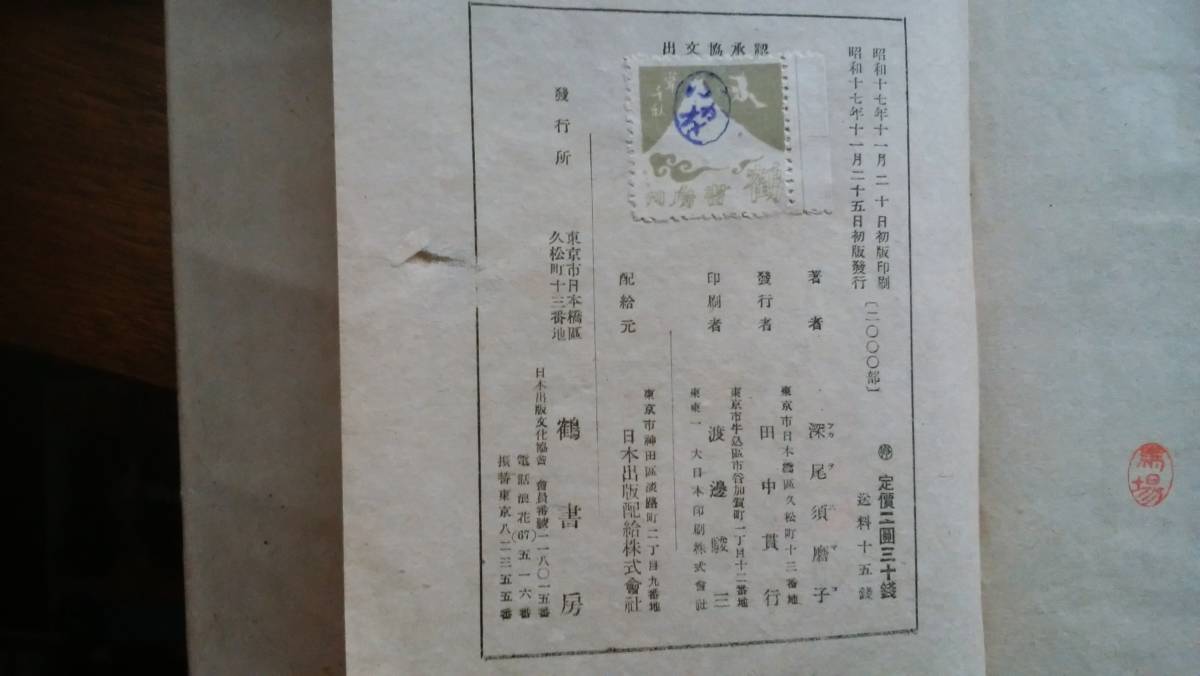 昭和十七年十一月二十日初版印刷
昭和十七年十一月二十五日初版發行
〔二〇〇〇部〕
定價二圓三十錢
送料十五錢
出文協承認
鶴書房
著者
深尾須磨子
發行者
東京市日本橋區久松町十三番地
田中貫行
印刷者
東京市牛込區市谷加賀町一丁目十二番地
渡邊
東東一 大日本印刷株式會社
配給元
東京市神田區淡路町二丁目九番地
日本出版配給株式會社
發行所
東京市日本橋區
久松町十三番地
鶴書房
日本出版文化協會 會員番號一一八〇一五番
電話浪花(67)五一六番
振替東京八二三五五番
馬場